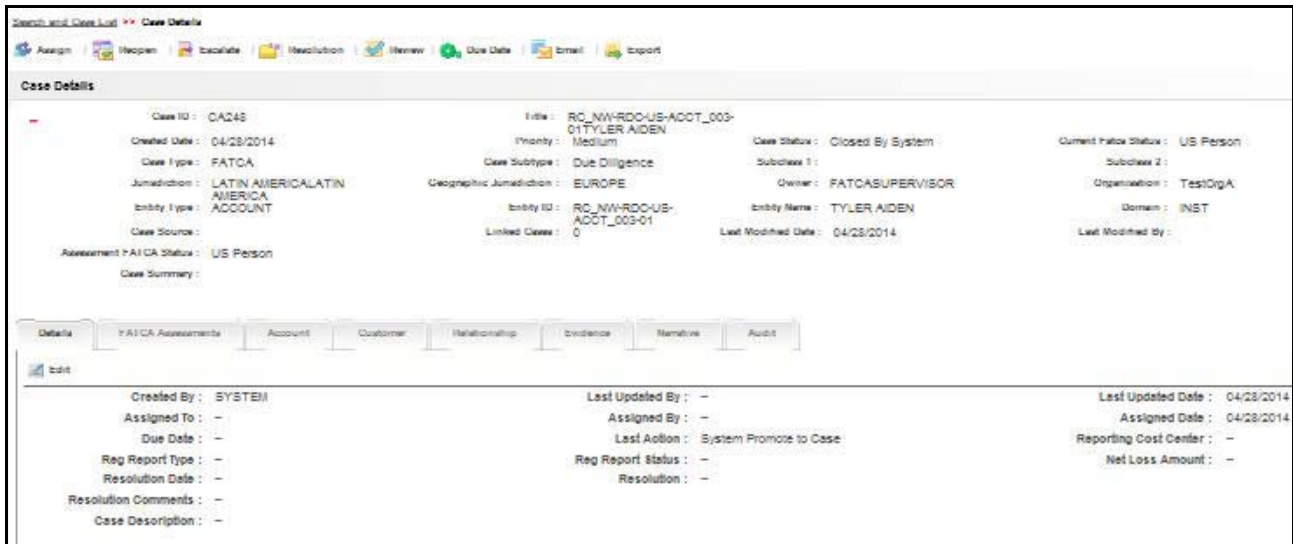 Search and Case List >> Case Details
Assign Reopen Escalate Resolution Review Due Date Email Export
Case Details
Case ID : CA248 Title : RC_NW-RDO-US-ACCT_003-01TYLER AIDEN
Created Date : 04/28/2014 Priority : Medium Case Status : Closed By System Current Fatca Status : US Person
Case Type : FATCA Case Subtype : Due Diligence Subclass 1 : Subclass 2 :
Jurisdiction : LATIN AMERICALATIN AMERICA Geographic Jurisdiction : EUROPE Owner : FATCASUPERVISOR Organisation : TestOrgA
Entity Type : ACCOUNT Entity ID : RC_NW-RDO-US-ACCT_003-01 Entity Name : TYLER AIDEN Domain : INST
Case Source : Linked Cases : 0 Last Modified Date : 04/28/2014 Last Modified By :
Assessment FATCA Status : US Person
Case Summary :
Details FATCA Assessments Account Customer Relationship Evidence Narrative Audit
Edit
Created By : SYSTEM Last Updated By : – Last Updated Date : 04/28/2014
Assigned To : – Assigned By : – Assigned Date : 04/28/2014
Due Date : – Last Action : System Promote to Case Reporting Cost Center : –
Reg Report Type : – Reg Report Status : – Net Loss Amount : –
Resolution Date : – Resolution : –
Resolution Comments : –
Case Description : –